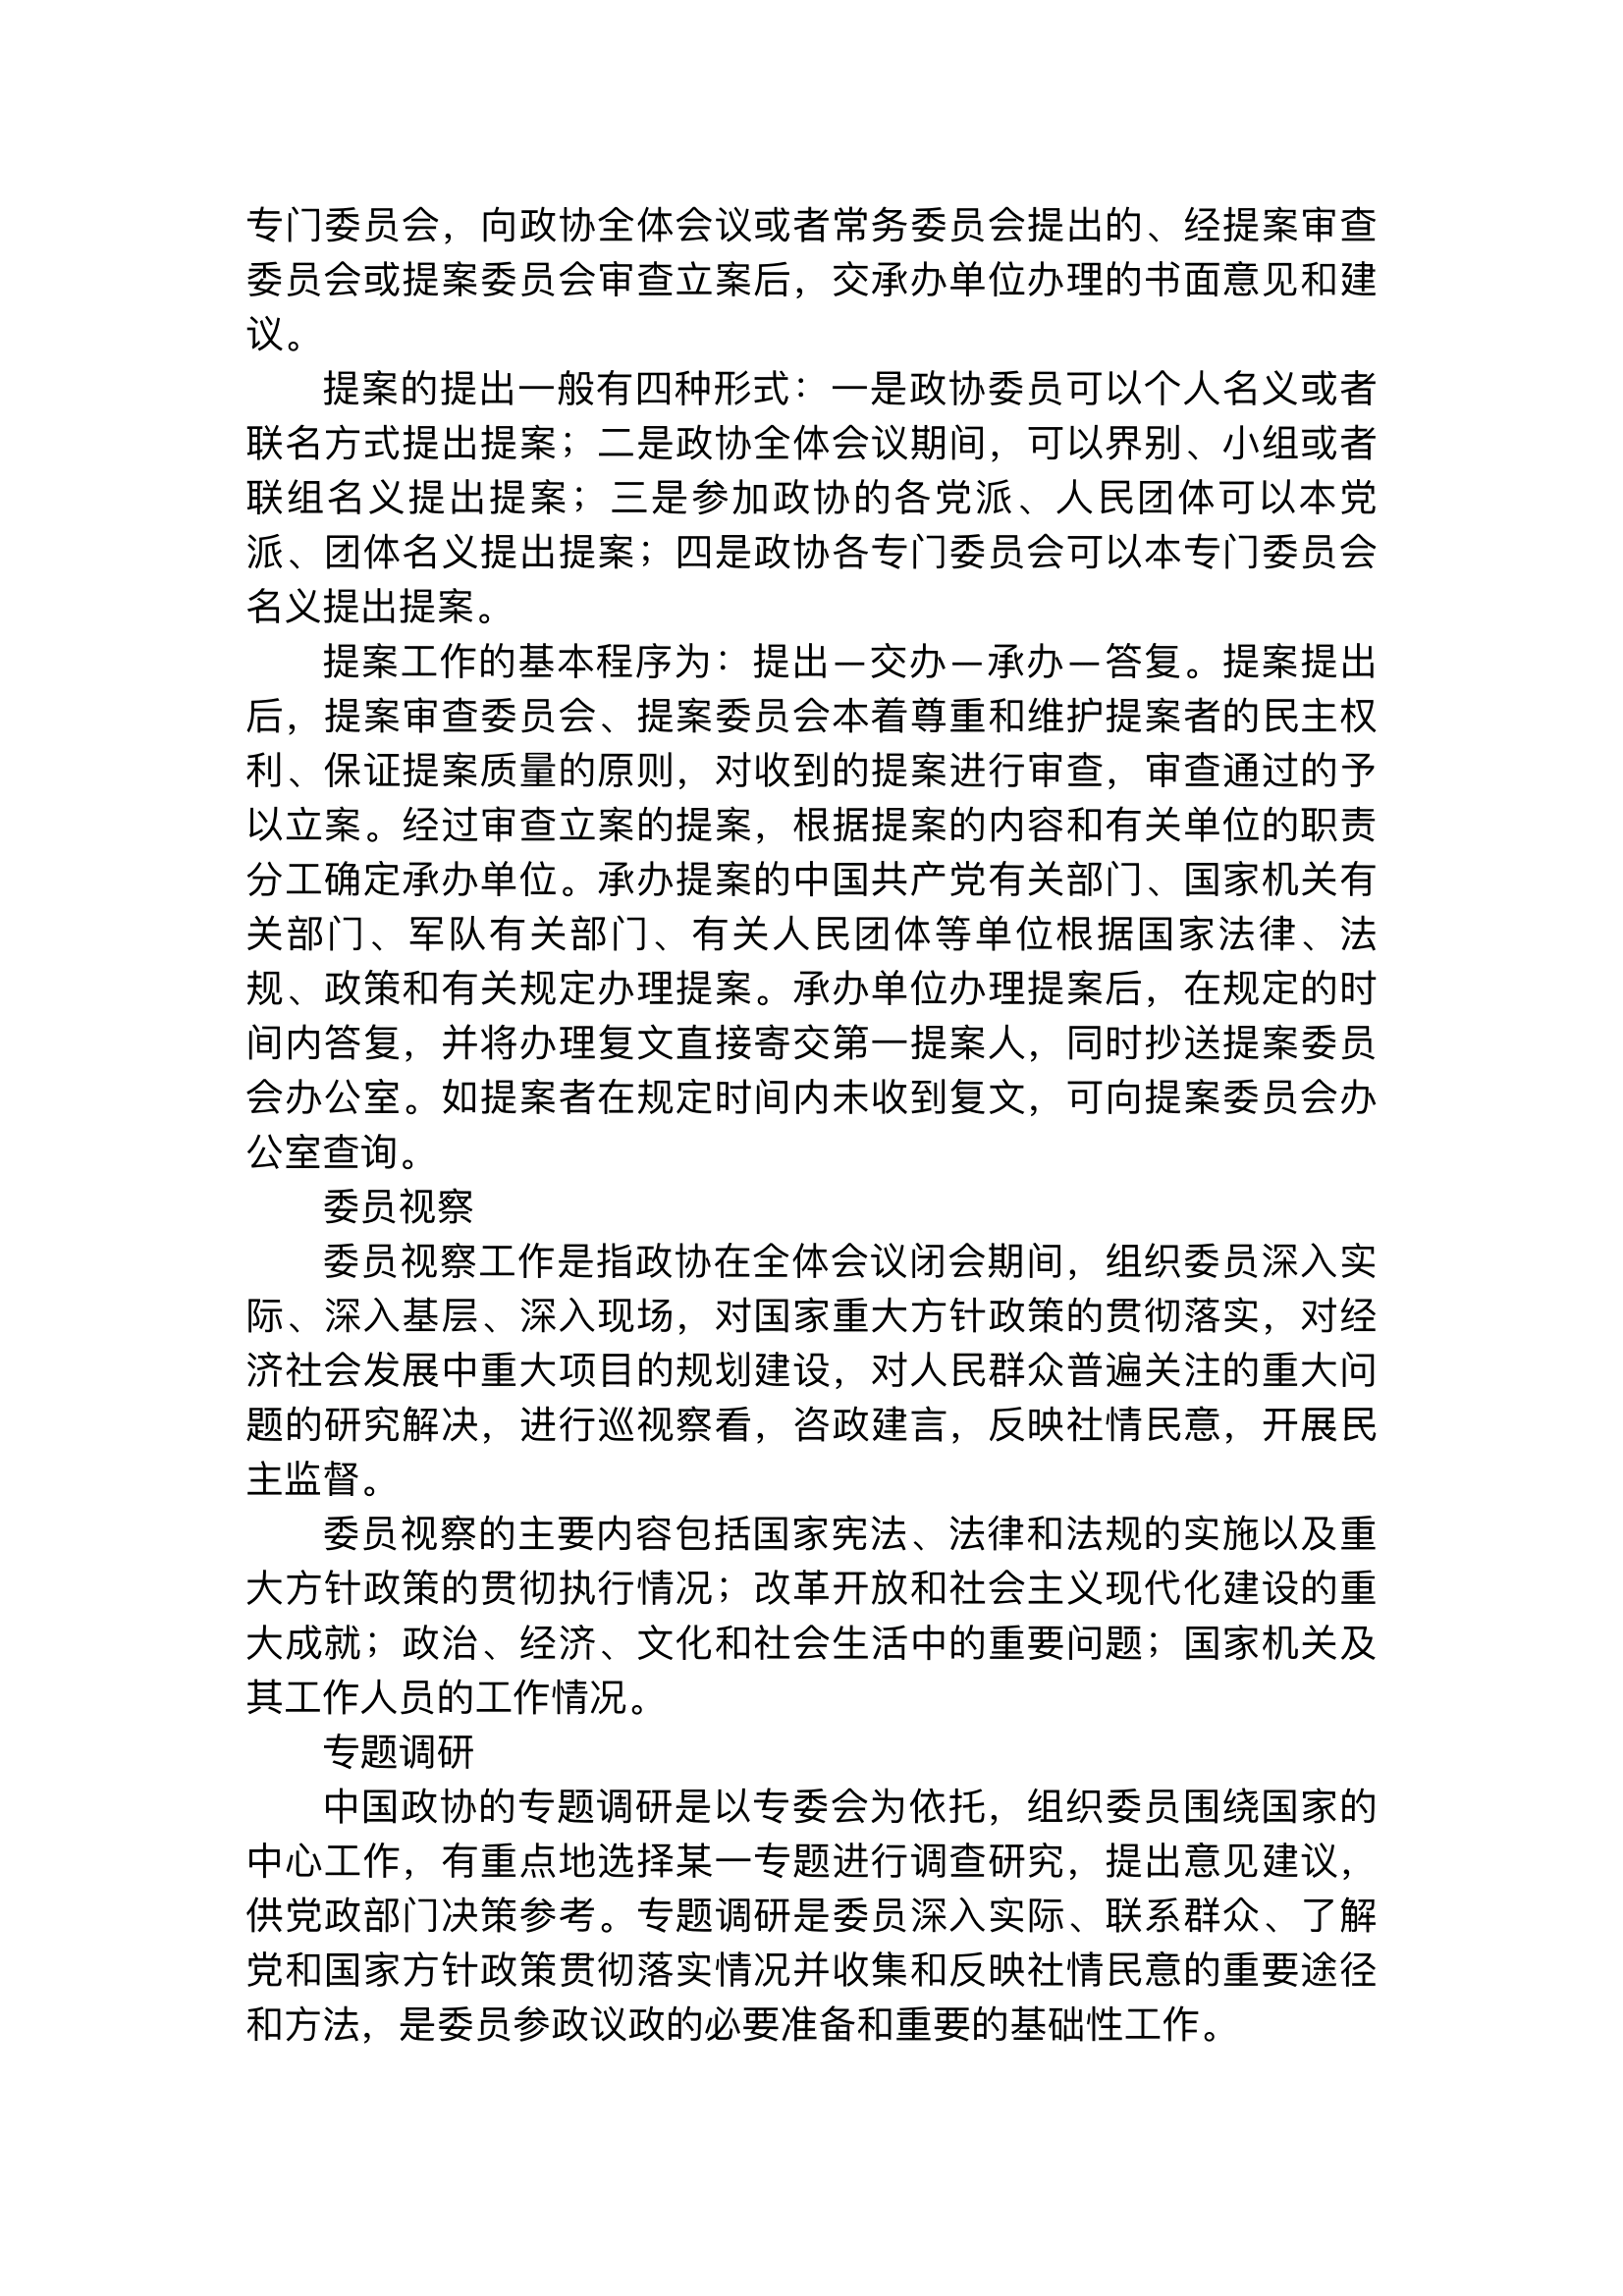 专门委员会，向政协全体会议或者常务委员会提出的、经提案审查
委员会或提案委员会审查立案后，交承办单位办理的书面意见和建
议。
提案的提出一般有四种形式：一是政协委员可以个人名义或者
联名方式提出提案；二是政协全体会议期间，可以界别、小组或者
联组名义提出提案；三是参加政协的各党派、人民团体可以本党
派、团体名义提出提案；四是政协各专门委员会可以本专门委员会
名义提出提案。
提案工作的基本程序为：提出—交办—承办—答复。提案提出
后，提案审查委员会、提案委员会本着尊重和维护提案者的民主权
利、保证提案质量的原则，对收到的提案进行审查，审查通过的予
以立案。经过审查立案的提案，根据提案的内容和有关单位的职责
分工确定承办单位。承办提案的中国共产党有关部门、国家机关有
关部门、军队有关部门、有关人民团体等单位根据国家法律、法
规、政策和有关规定办理提案。承办单位办理提案后，在规定的时
间内答复，并将办理复文直接寄交第一提案人，同时抄送提案委员
会办公室。如提案者在规定时间内未收到复文，可向提案委员会办
公室查询。
委员视察
委员视察工作是指政协在全体会议闭会期间，组织委员深入实
际、深入基层、深入现场，对国家重大方针政策的贯彻落实，对经
济社会发展中重大项目的规划建设，对人民群众普遍关注的重大问
题的研究解决，进行巡视察看，咨政建言，反映社情民意，开展民
主监督。
委员视察的主要内容包括国家宪法、法律和法规的实施以及重
大方针政策的贯彻执行情况；改革开放和社会主义现代化建设的重
大成就；政治、经济、文化和社会生活中的重要问题；国家机关及
其工作人员的工作情况。
专题调研
中国政协的专题调研是以专委会为依托，组织委员围绕国家的
中心工作，有重点地选择某一专题进行调查研究，提出意见建议，
供党政部门决策参考。专题调研是委员深入实际、联系群众、了解
党和国家方针政策贯彻落实情况并收集和反映社情民意的重要途径
和方法，是委员参政议政的必要准备和重要的基础性工作。